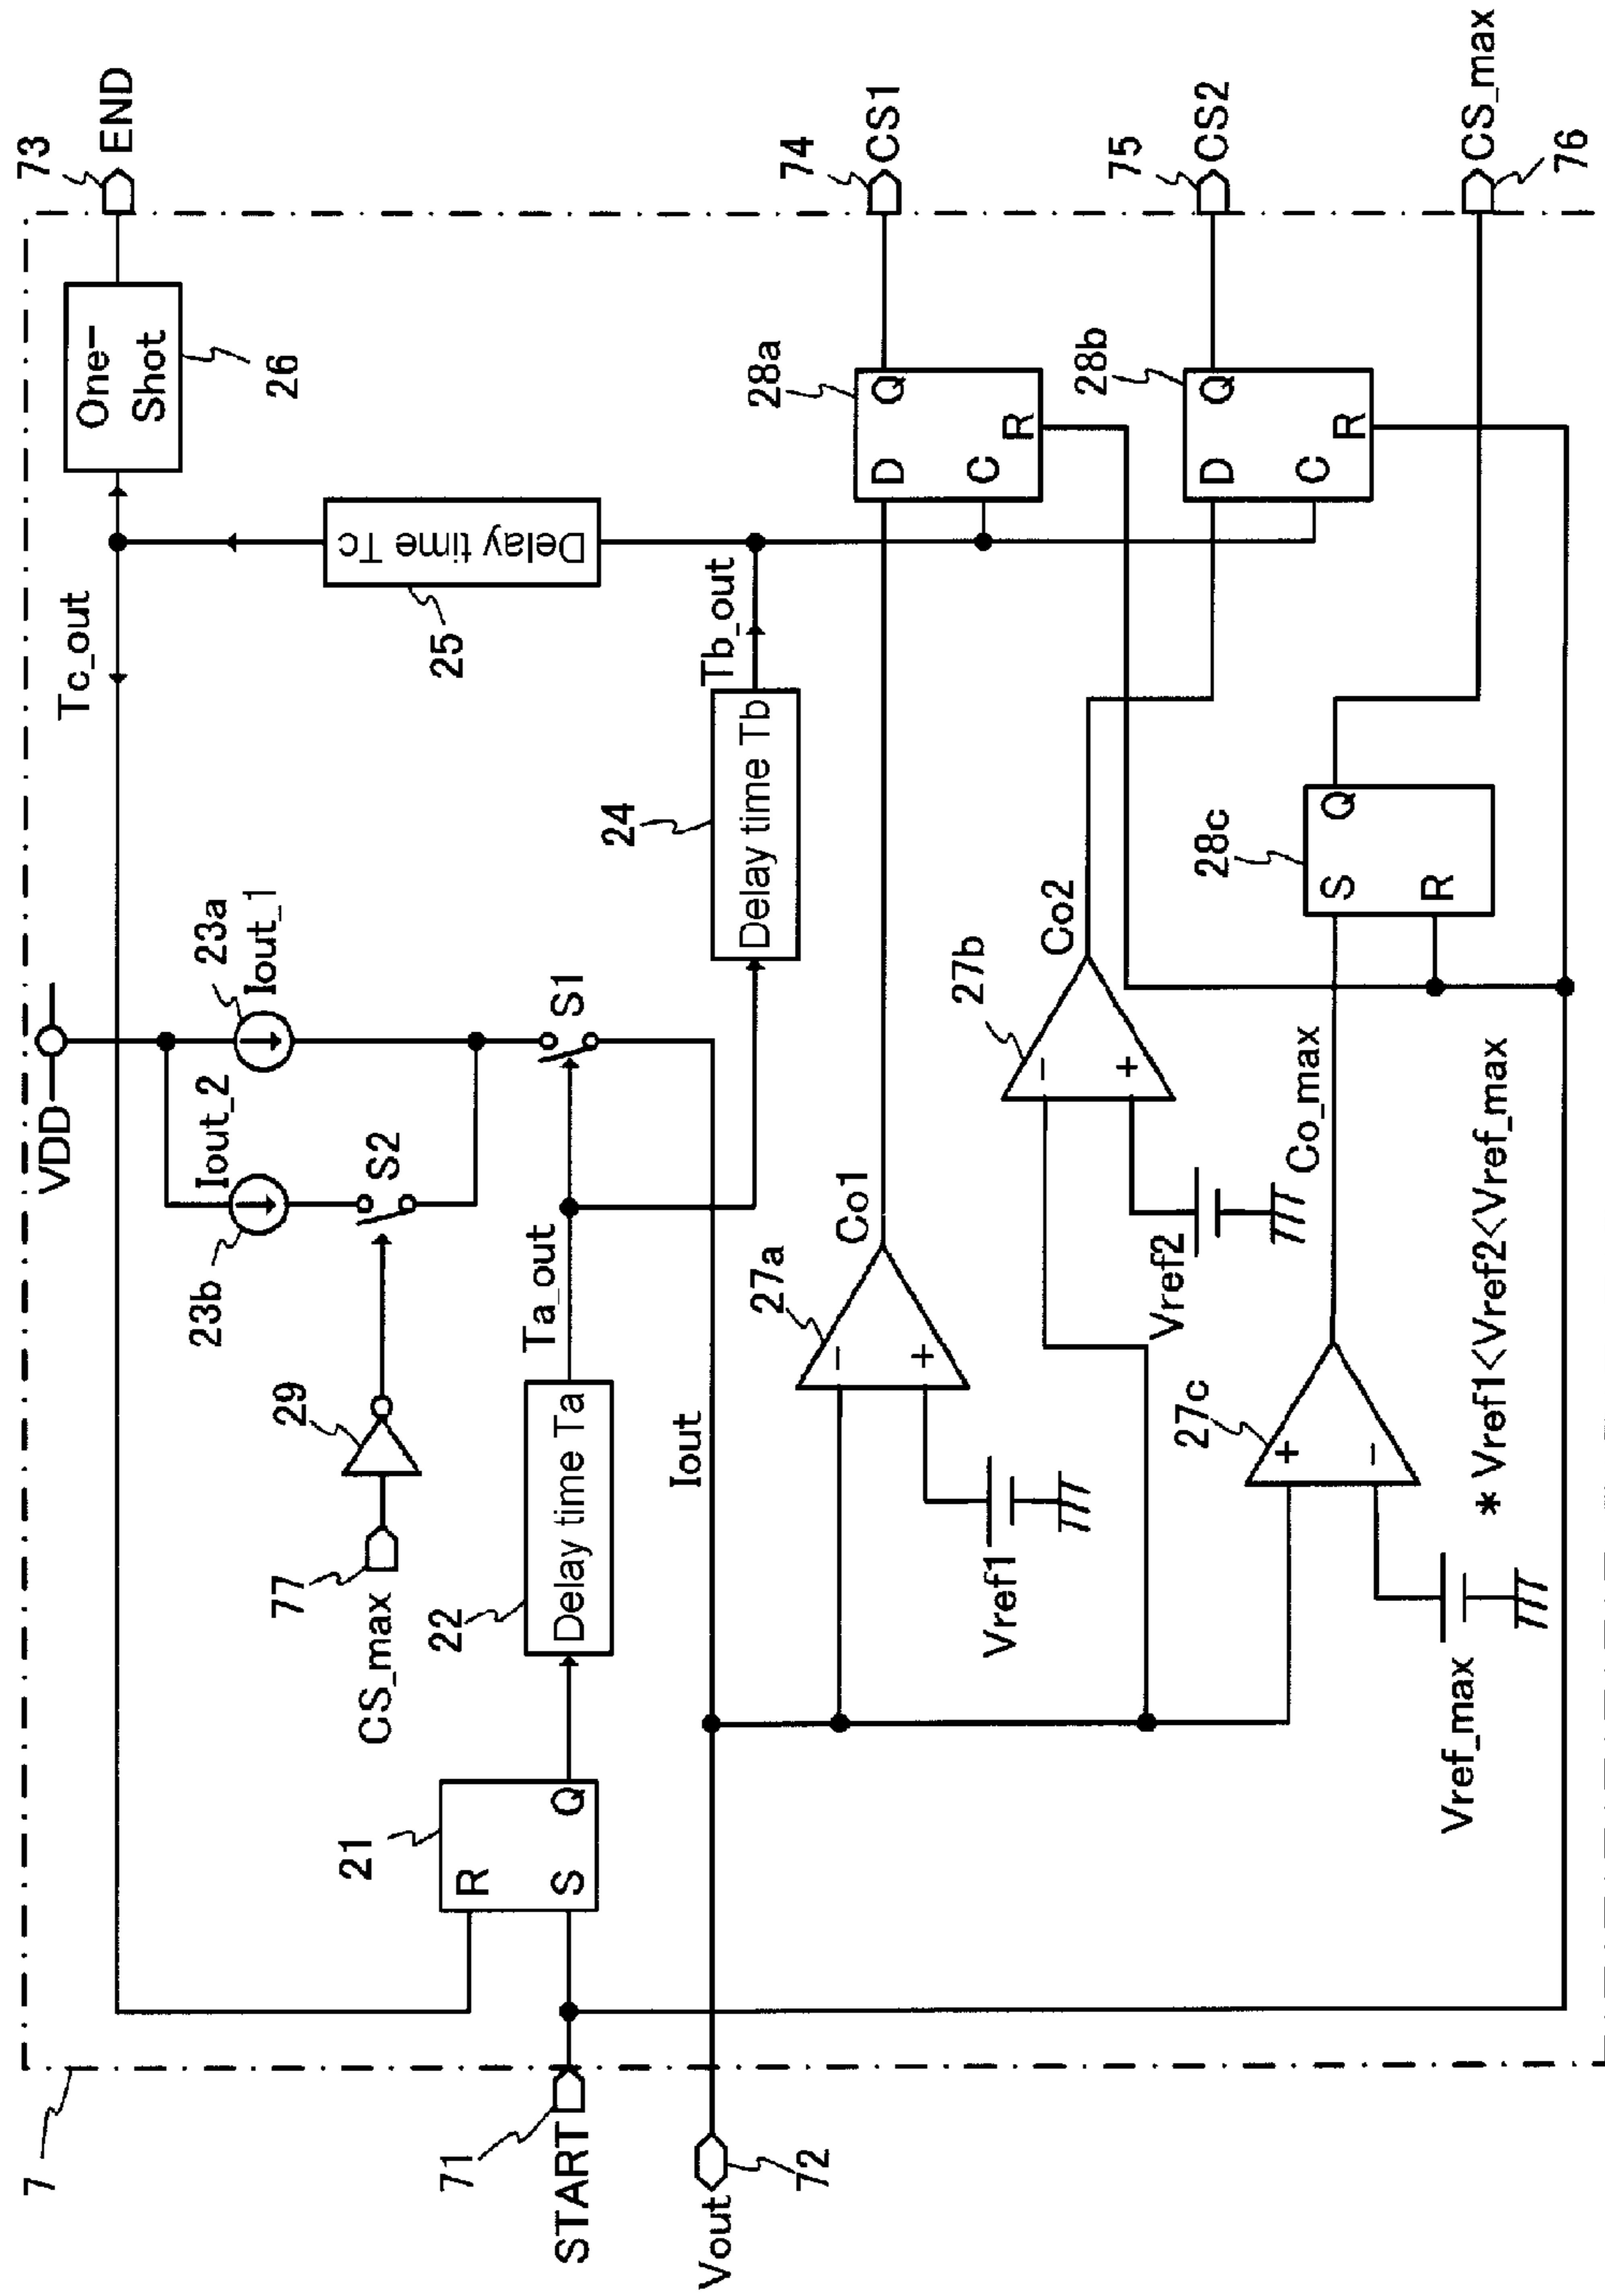 7
VDD
73
END
Tc_out
One-
Shot
26
23b
Iout_2
23a
Iout_1
S2
S1
77
CS_max
29
Delay time Tc
25
71
START
21
R
S
Q
22
Delay time Ta
Ta_out
24
Delay time Tb
Tb_out
Vout
72
Iout
27a
-
+
Co1
Vref1
28a
D
Q
C
R
74
CS1
27b
-
+
Co2
Vref2
28b
D
Q
C
R
75
CS2
27c
+
-
Co_max
Vref_max
28c
S
Q
R
CS_max
76
* Vref1<Vref2<Vref_max